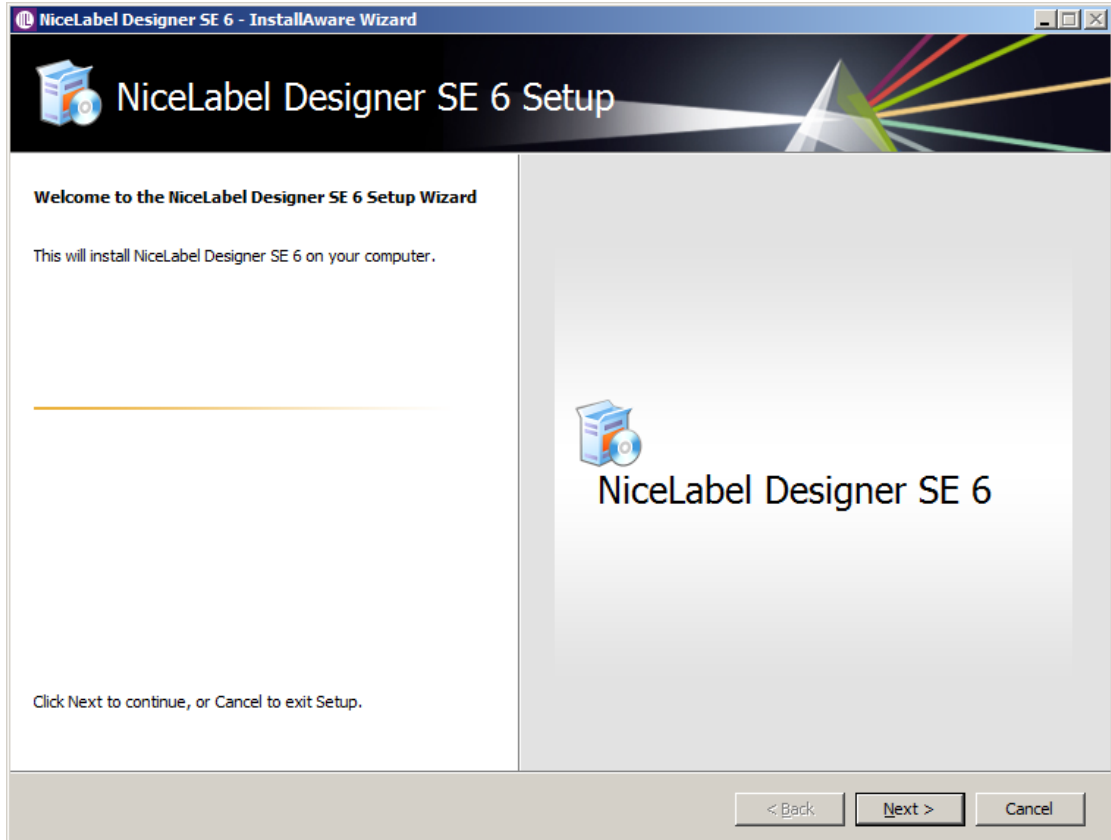 NiceLabel Designer SE 6 - InstallAware Wizard
NiceLabel Designer SE 6 Setup
Welcome to the NiceLabel Designer SE 6 Setup Wizard
This will install NiceLabel Designer SE 6 on your computer.
NiceLabel Designer SE 6
Click Next to continue, or Cancel to exit Setup.
< Back
Next >
Cancel